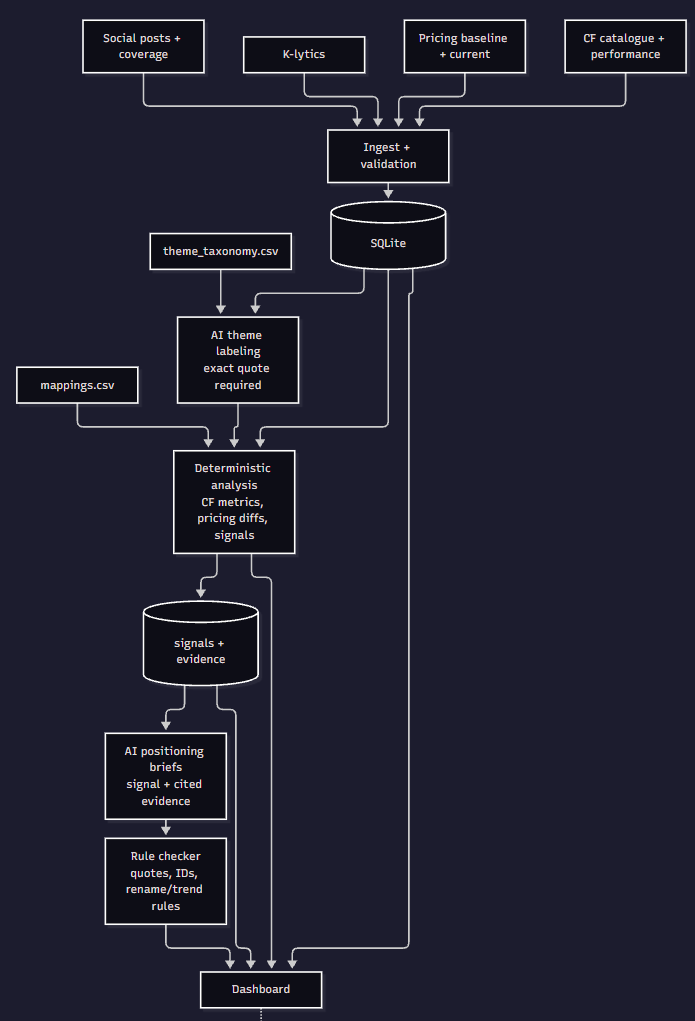 Social posts +
coverage
K-lytics
Pricing baseline
+ current
CF catalogue +
performance
Ingest +
validation
SQLite
theme_taxonomy.csv
AI theme
labeling
exact quote
required
mappings.csv
Deterministic
analysis
CF metrics,
pricing diffs,
signals
signals +
evidence
AI positioning
briefs
signal + cited
evidence
Rule checker
quotes, IDs,
rename/trend
rules
Dashboard